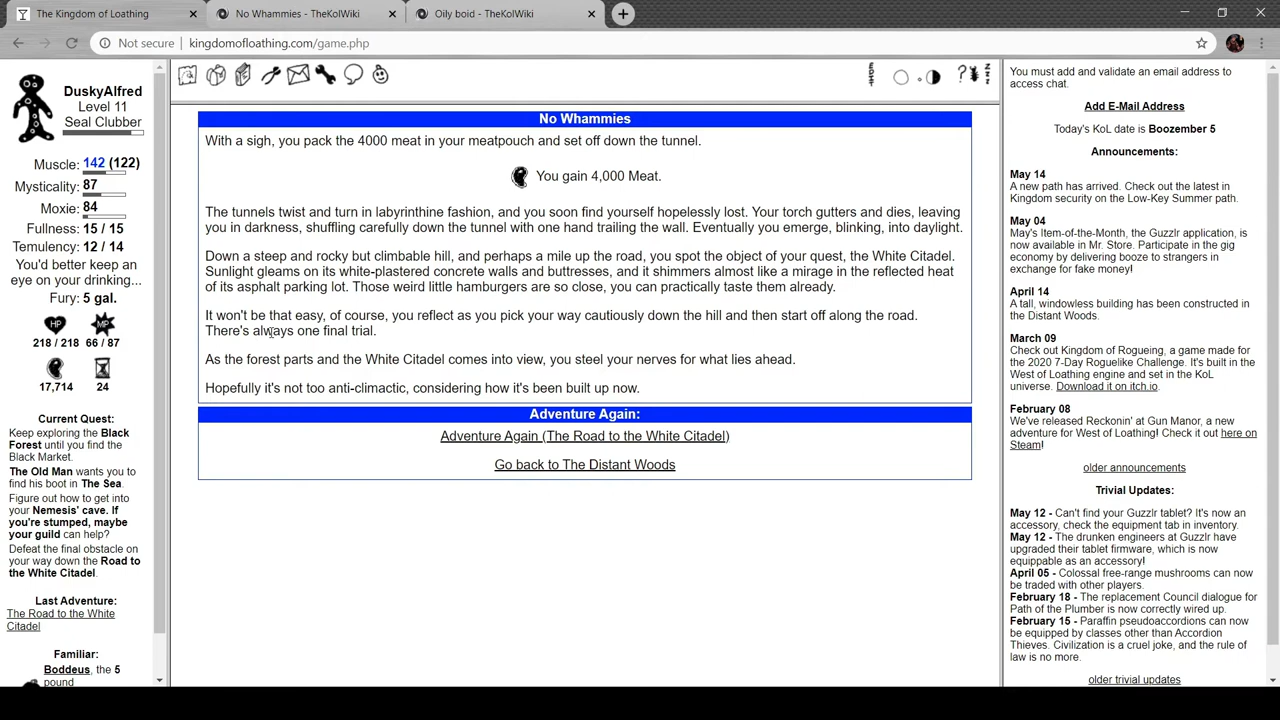 The Kingdom of Loathing
No Whammies - TheKolWiki
Oily boid - TheKolWiki
Not secure | kingdomofloathing.com/game.php
DuskyAlfred
Level 11
Seal Clubber
Muscle: 142 (122)
Mysticality: 87
Moxie: 84
Fullness: 15 / 15
Temulency: 12 / 14
You'd better keep an
eye on your drinking...
Fury: 5 gal.
HP
MP
218 / 218
66 / 87
17,714
24
Current Quest:
Keep exploring the Black
Forest until you find the
Black Market.
The Old Man wants you to
find his boot in The Sea.
Figure out how to get into
your Nemesis' cave. If
you're stumped, maybe
your guild can help?
Defeat the final obstacle on
your way down the Road to
the White Citadel.
Last Adventure:
The Road to the White
Citadel
Familiar:
Boddeus, the 5
pound
No Whammies
With a sigh, you pack the 4000 meat in your meatpouch and set off down the tunnel.
You gain 4,000 Meat.
The tunnels twist and turn in labyrinthine fashion, and you soon find yourself hopelessly lost. Your torch gutters and dies, leaving
you in darkness, shuffling carefully down the tunnel with one hand trailing the wall. Eventually you emerge, blinking, into daylight.
Down a steep and rocky but climbable hill, and perhaps a mile up the road, you spot the object of your quest, the White Citadel.
Sunlight gleams on its white-plastered concrete walls and buttresses, and it shimmers almost like a mirage in the reflected heat
of its asphalt parking lot. Those weird little hamburgers are so close, you can practically taste them already.
It won't be that easy, of course, you reflect as you pick your way cautiously down the hill and then start off along the road.
There's always one final trial.
As the forest parts and the White Citadel comes into view, you steel your nerves for what lies ahead.
Hopefully it's not too anti-climactic, considering how it's been built up now.
Adventure Again:
Adventure Again (The Road to the White Citadel)
Go back to The Distant Woods
You must add and validate an email address to
access chat.
Add E-Mail Address
Today's KoL date is Boozember 5
Announcements:
May 14
A new path has arrived. Check out the latest in
Kingdom security on the Low-Key Summer path.
May 04
May's Item-of-the-Month, the Guzzlr application, is
now available in Mr. Store. Participate in the gig
economy by delivering booze to strangers in
exchange for fake money!
April 14
A tall, windowless building has been constructed in
the Distant Woods.
March 09
Check out Kingdom of Rogueing, a game made for
the 2020 7-Day Roguelike Challenge. It's built in the
West of Loathing engine and set in the KoL
universe. Download it on itch.io.
February 08
We've released Reckonin' at Gun Manor, a new
adventure for West of Loathing! Check it out here on
Steam!
older announcements
Trivial Updates:
May 12 - Can't find your Guzzlr tablet? It's now an
accessory, check the equipment tab in inventory.
May 12 - The drunken engineers at Guzzlr have
upgraded their tablet firmware, which is now
equippable as an accessory!
April 05 - Colossal free-range mushrooms can now
be traded with other players.
February 18 - The replacement Council dialogue for
Path of the Plumber is now correctly wired up.
February 15 - Paraffin pseudoaccordions can now
be equipped by classes other than Accordion
Thieves. Civilization is a cruel joke, and the rule of
law is no more.
older trivial updates